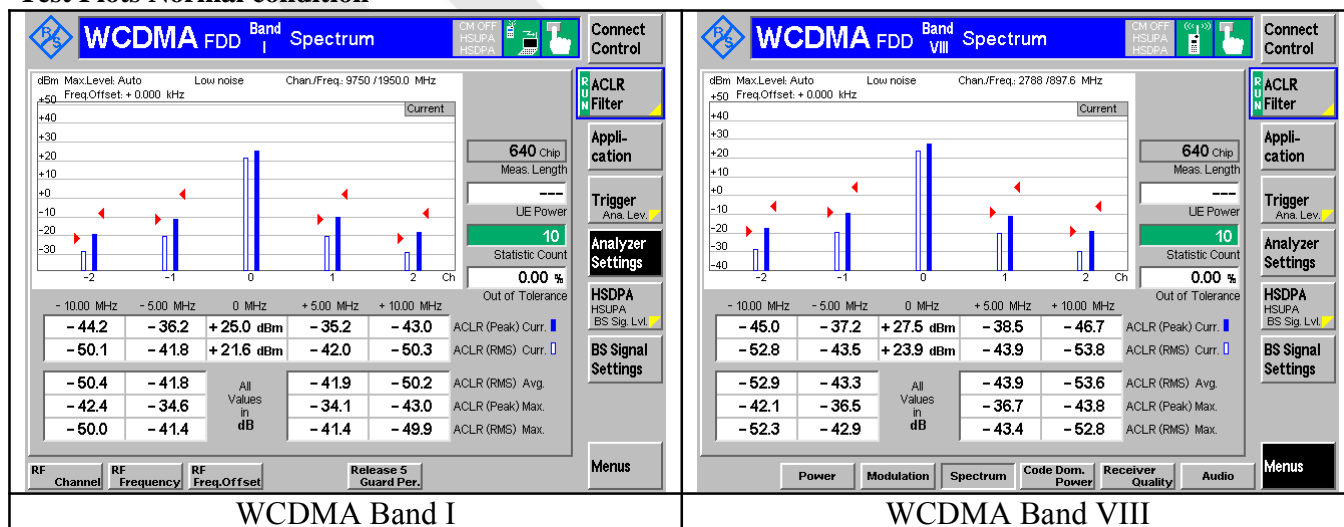 Test Plots Normal condition
R/S WCDMA FDD Band I Spectrum CM OFF HSUPA HSDPA Connect Control
dBm Max.Level: Auto Low noise Chan./Freq.: 9750 /1950.0 MHz
Freq.Offset: + 0.000 kHz
Current
+50
+40
+30
+20
+10
+0
-10
-20
-30
-2 -1 0 1 2 Ch
640 Chip
Meas. Length
---
UE Power
10
Statistic Count
0.00 %
Out of Tolerance
RUN ACLR Filter
Appli-cation
Trigger
Ana. Lev.
Analyzer Settings
HSDPA
HSUPA
BS Sig. Lvl.
BS Signal Settings
Menus
- 10.00 MHz - 5.00 MHz 0 MHz + 5.00 MHz + 10.00 MHz
- 44.2 - 36.2 + 25.0 dBm - 35.2 - 43.0 ACLR (Peak) Curr.
- 50.1 - 41.8 + 21.6 dBm - 42.0 - 50.3 ACLR (RMS) Curr.
- 50.4 - 41.8 - 41.9 - 50.2 ACLR (RMS) Avg.
- 42.4 - 34.6 - 34.1 - 43.0 ACLR (Peak) Max.
- 50.0 - 41.4 - 41.4 - 49.9 ACLR (RMS) Max.
All Values in dB
RF Channel RF Frequency RF Freq.Offset Release 5 Guard Per.
WCDMA Band I
R/S WCDMA FDD Band VIII Spectrum CM OFF HSUPA HSDPA Connect Control
dBm Max.Level: Auto Low noise Chan./Freq.: 2788 /897.6 MHz
Freq.Offset: + 0.000 kHz
Current
+50
+40
+30
+20
+10
+0
-10
-20
-30
-40
-2 -1 0 1 2 Ch
640 Chip
Meas. Length
---
UE Power
10
Statistic Count
0.00 %
Out of Tolerance
RUN ACLR Filter
Appli-cation
Trigger
Ana. Lev.
Analyzer Settings
HSDPA
HSUPA
BS Sig. Lvl.
BS Signal Settings
Menus
- 10.00 MHz - 5.00 MHz 0 MHz + 5.00 MHz + 10.00 MHz
- 45.0 - 37.2 + 27.5 dBm - 38.5 - 46.7 ACLR (Peak) Curr.
- 52.8 - 43.5 + 23.9 dBm - 43.9 - 53.8 ACLR (RMS) Curr.
- 52.9 - 43.3 - 43.9 - 53.6 ACLR (RMS) Avg.
- 42.1 - 36.5 - 36.7 - 43.8 ACLR (Peak) Max.
- 52.3 - 42.9 - 43.4 - 52.8 ACLR (RMS) Max.
All Values in dB
Power Modulation Spectrum Code Dom. Power Receiver Quality Audio
WCDMA Band VIII